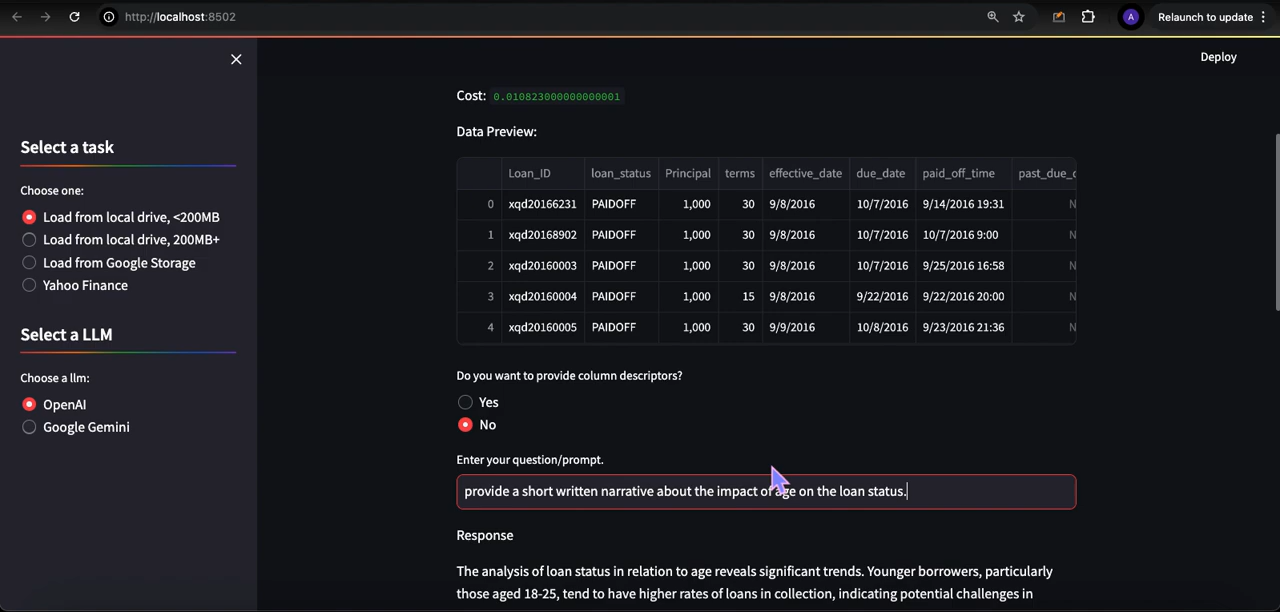 http://localhost:8502
A
Relaunch to update
Deploy
Select a task
Choose one:
Load from local drive, <200MB
Load from local drive, 200MB+
Load from Google Storage
Yahoo Finance
Select a LLM
Choose a llm:
OpenAI
Google Gemini
Cost: 0.010823000000000001
Data Preview:
Loan_ID loan_status Principal terms effective_date due_date paid_off_time past_due_
0 xqd20166231 PAIDOFF 1,000 30 9/8/2016 10/7/2016 9/14/2016 19:31 N
1 xqd20168902 PAIDOFF 1,000 30 9/8/2016 10/7/2016 10/7/2016 9:00 N
2 xqd20160003 PAIDOFF 1,000 30 9/8/2016 10/7/2016 9/25/2016 16:58 N
3 xqd20160004 PAIDOFF 1,000 15 9/8/2016 9/22/2016 9/22/2016 20:00 N
4 xqd20160005 PAIDOFF 1,000 30 9/9/2016 10/8/2016 9/23/2016 21:36 N
Do you want to provide column descriptors?
Yes
No
Enter your question/prompt.
provide a short written narrative about the impact of age on the loan status.
Response
The analysis of loan status in relation to age reveals significant trends. Younger borrowers, particularly
those aged 18-25, tend to have higher rates of loans in collection, indicating potential challenges in